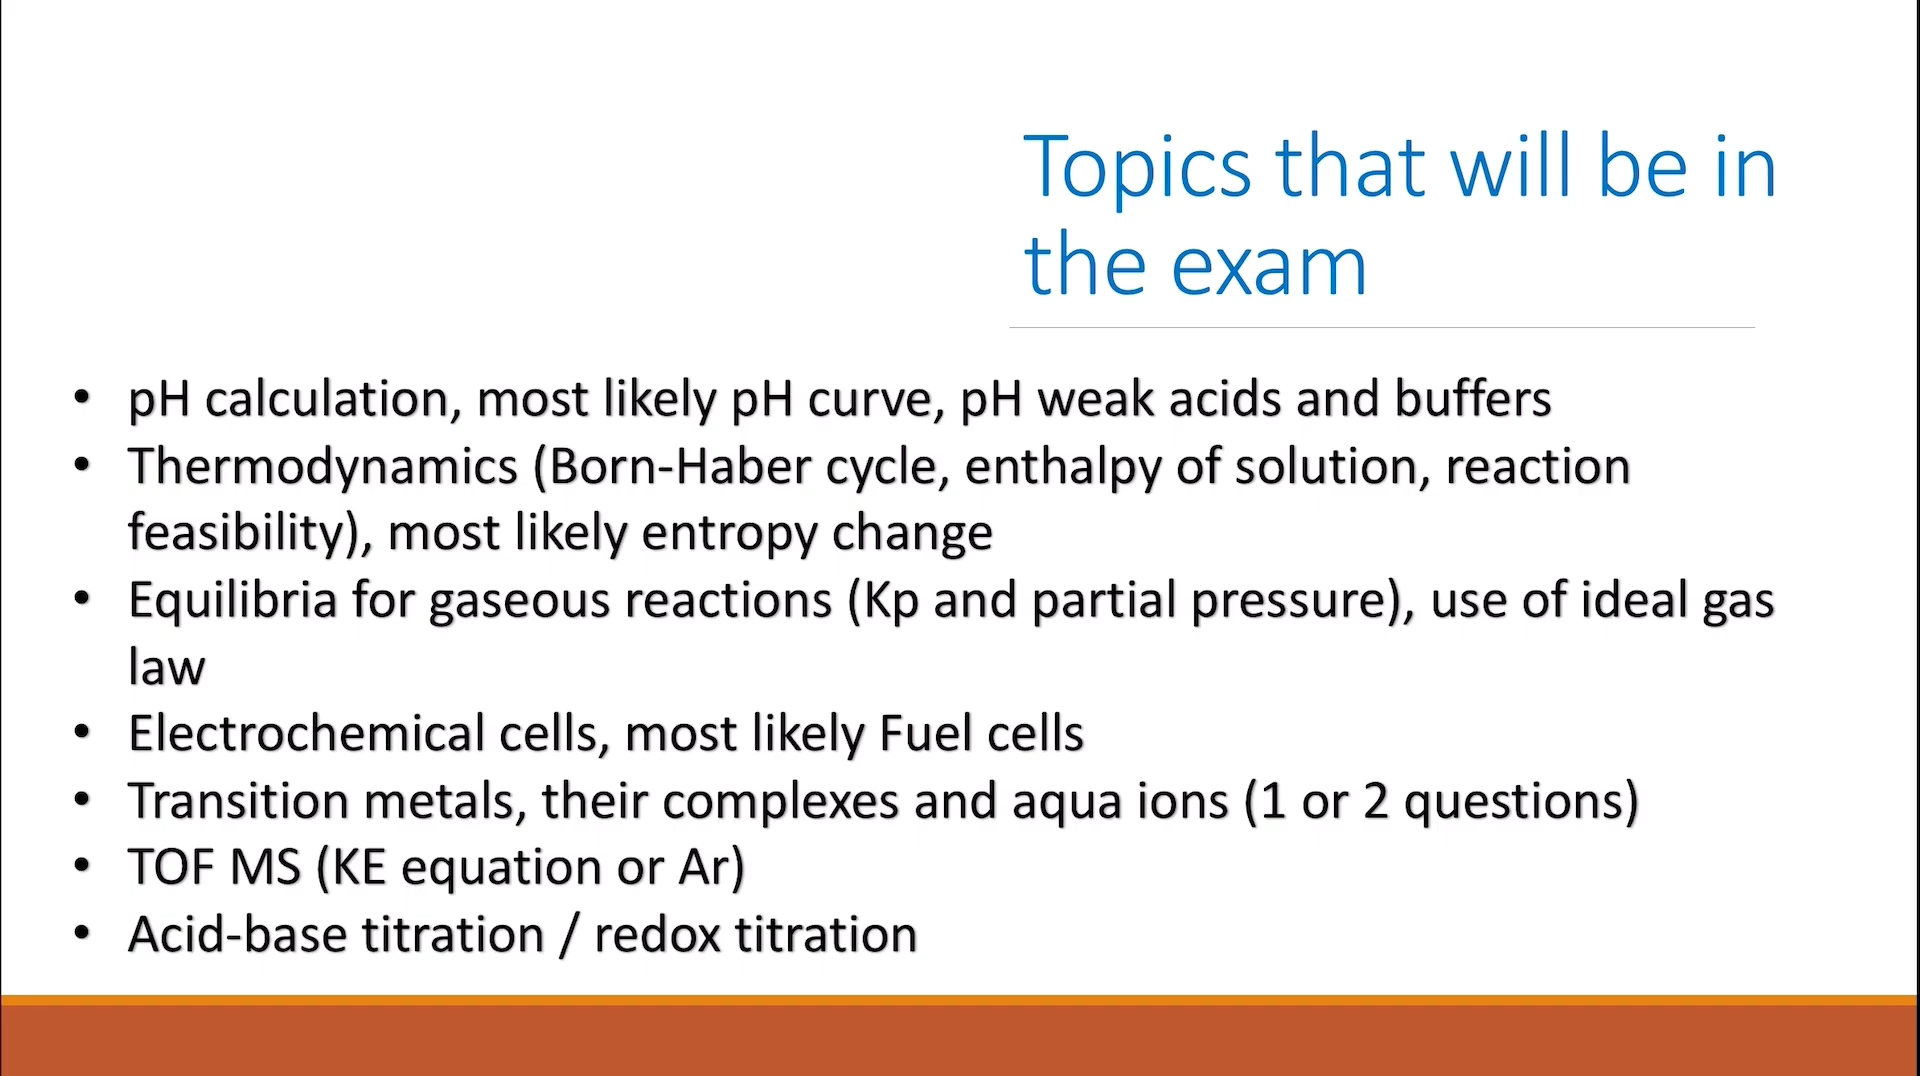 Topics that will be in
the exam
• pH calculation, most likely pH curve, pH weak acids and buffers
• Thermodynamics (Born-Haber cycle, enthalpy of solution, reaction
feasibility), most likely entropy change
• Equilibria for gaseous reactions (Kp and partial pressure), use of ideal gas
law
• Electrochemical cells, most likely Fuel cells
• Transition metals, their complexes and aqua ions (1 or 2 questions)
• TOF MS (KE equation or Ar)
• Acid-base titration / redox titration